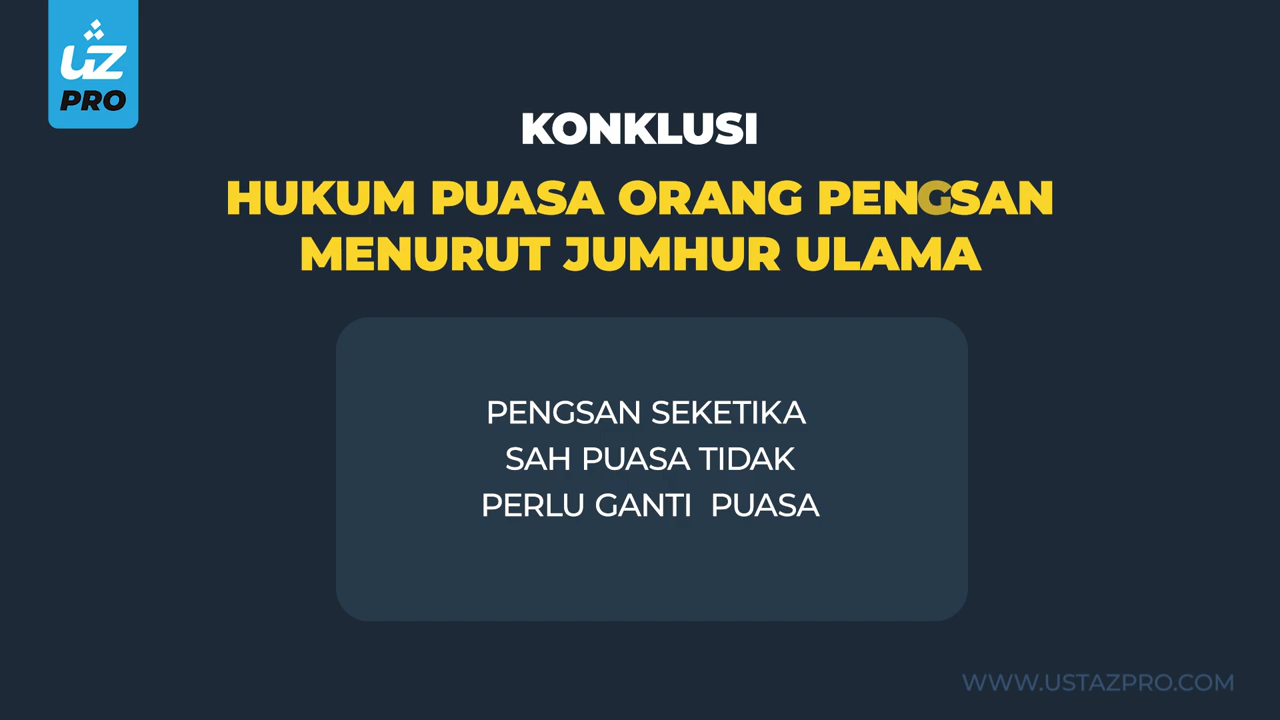 UZ
PRO
KONKLUSI
HUKUM PUASA ORANG PENGSAN
MENURUT JUMHUR ULAMA
PENGSAN SEKETIKA
SAH PUASA TIDAK
PERLU GANTI PUASA
WWW.USTAZPRO.COM